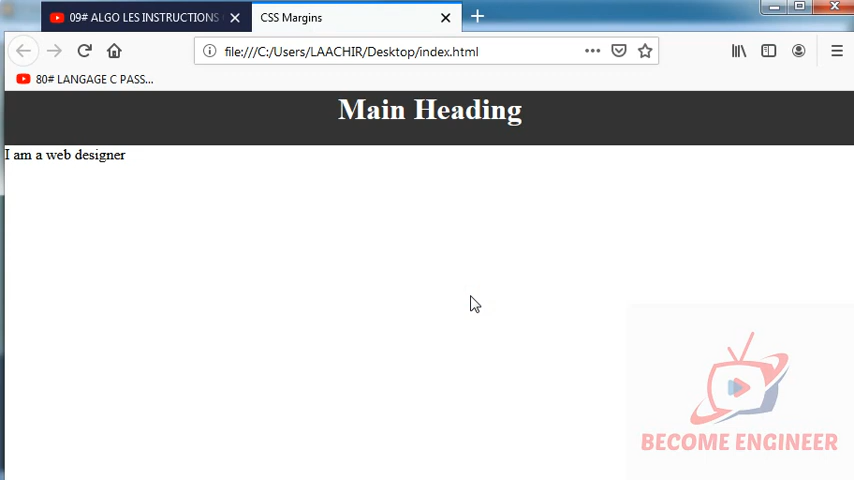 09# ALGO LES INSTRUCTIONS
CSS Margins
file:///C:/Users/LAACHIR/Desktop/index.html
80# LANGAGE C PASS...
Main Heading
I am a web designer
BECOME ENGINEER